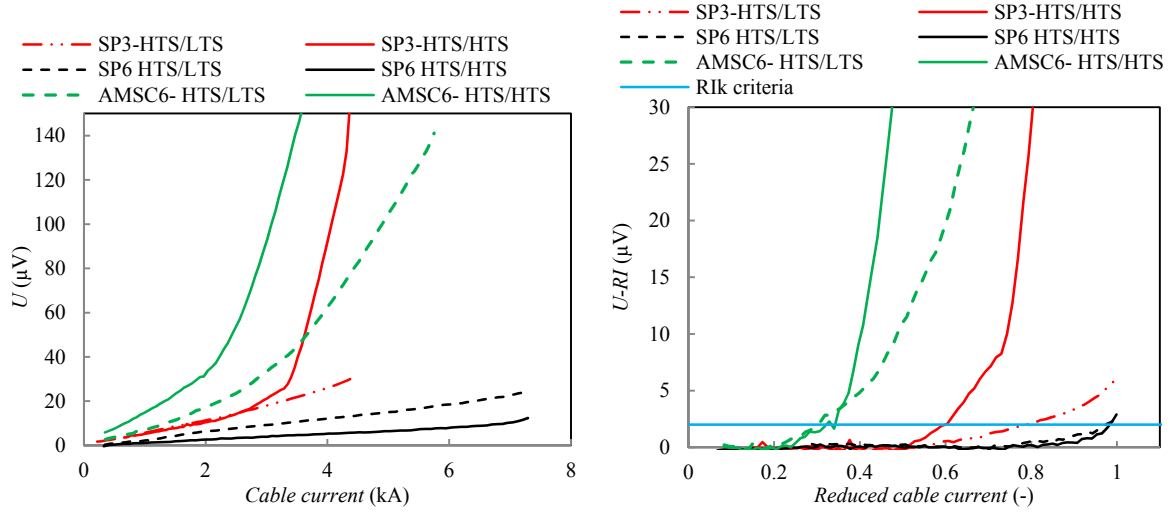 SP3-HTS/LTS
SP3-HTS/HTS
SP6 HTS/LTS
SP6 HTS/HTS
AMSC6- HTS/LTS
AMSC6- HTS/HTS
140
120
100
80
60
40
20
0
U (µV)
0 2 4 6 8
Cable current (kA)
SP3-HTS/LTS
SP3-HTS/HTS
SP6 HTS/LTS
SP6 HTS/HTS
AMSC6- HTS/LTS
AMSC6- HTS/HTS
RIk criteria
30
25
20
15
10
5
0
U-RI (µV)
0 0.2 0.4 0.6 0.8 1
Reduced cable current (-)